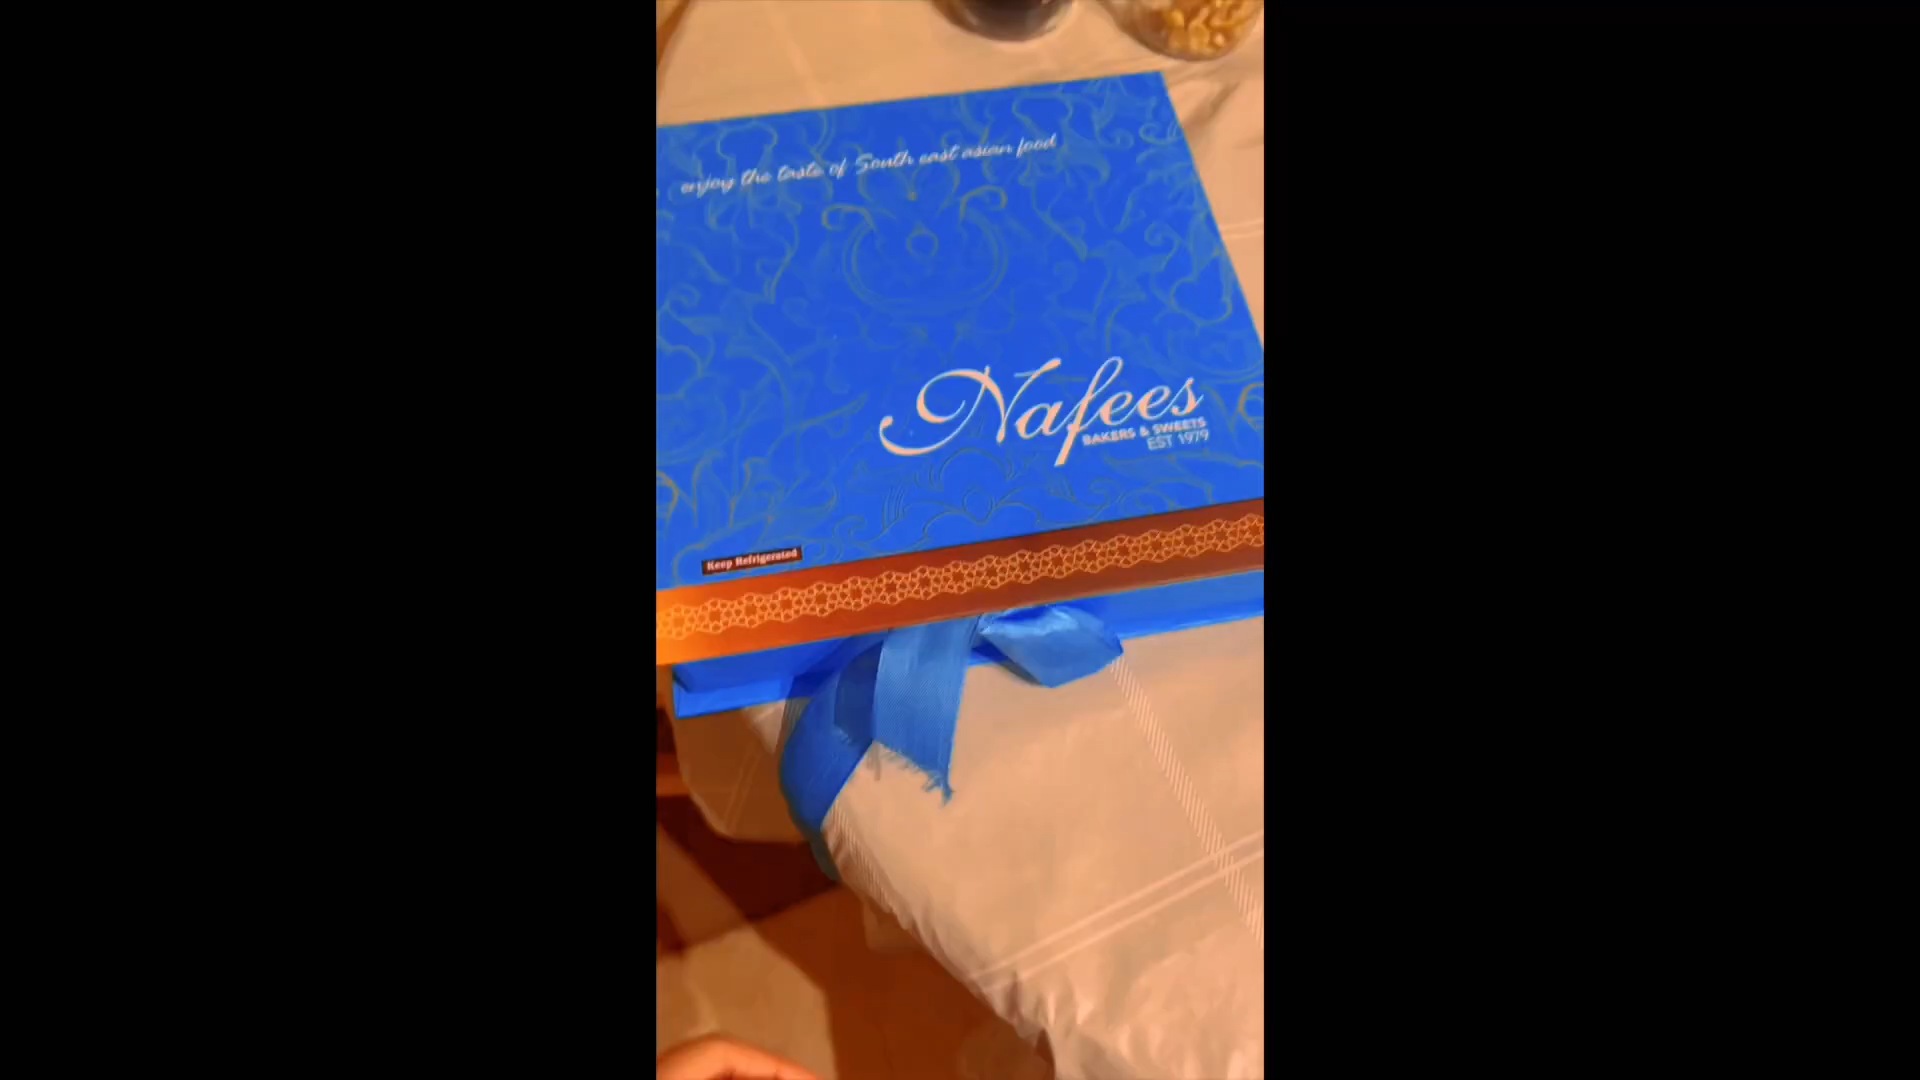 enjoy the taste of South east asian food
Nafees
BAKERS & SWEETS
EST 1979
Keep Refrigerated